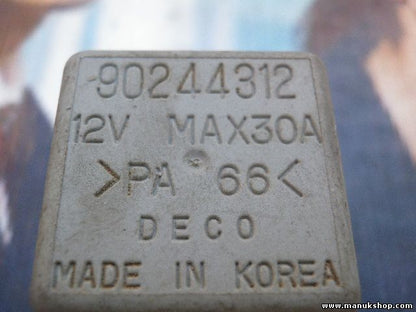 90244312
12V MAX30A
>PA 66<
DECO
MADE IN KOREA
www.manukshop.com